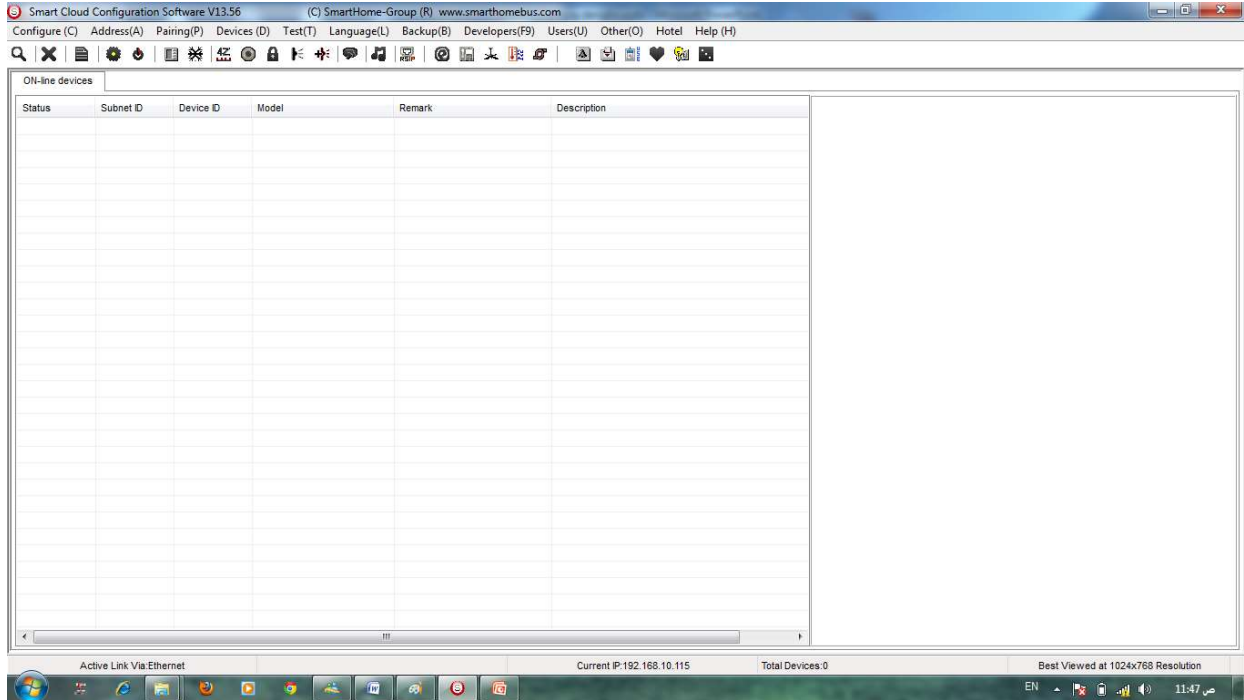 Smart Cloud Configuration Software V13.56 (C) SmartHome-Group (R) www.smarthomebus.com
Configure (C) Address(A) Pairing(P) Devices (D) Test(T) Language(L) Backup(B) Developers(F9) Users(U) Other(O) Hotel Help (H)
ON-line devices
Status Subnet ID Device ID Model Remark Description
Active Link Via:Ethernet Current IP:192.168.10.115 Total Devices:0 Best Viewed at 1024x768 Resolution
EN 11:47 ص